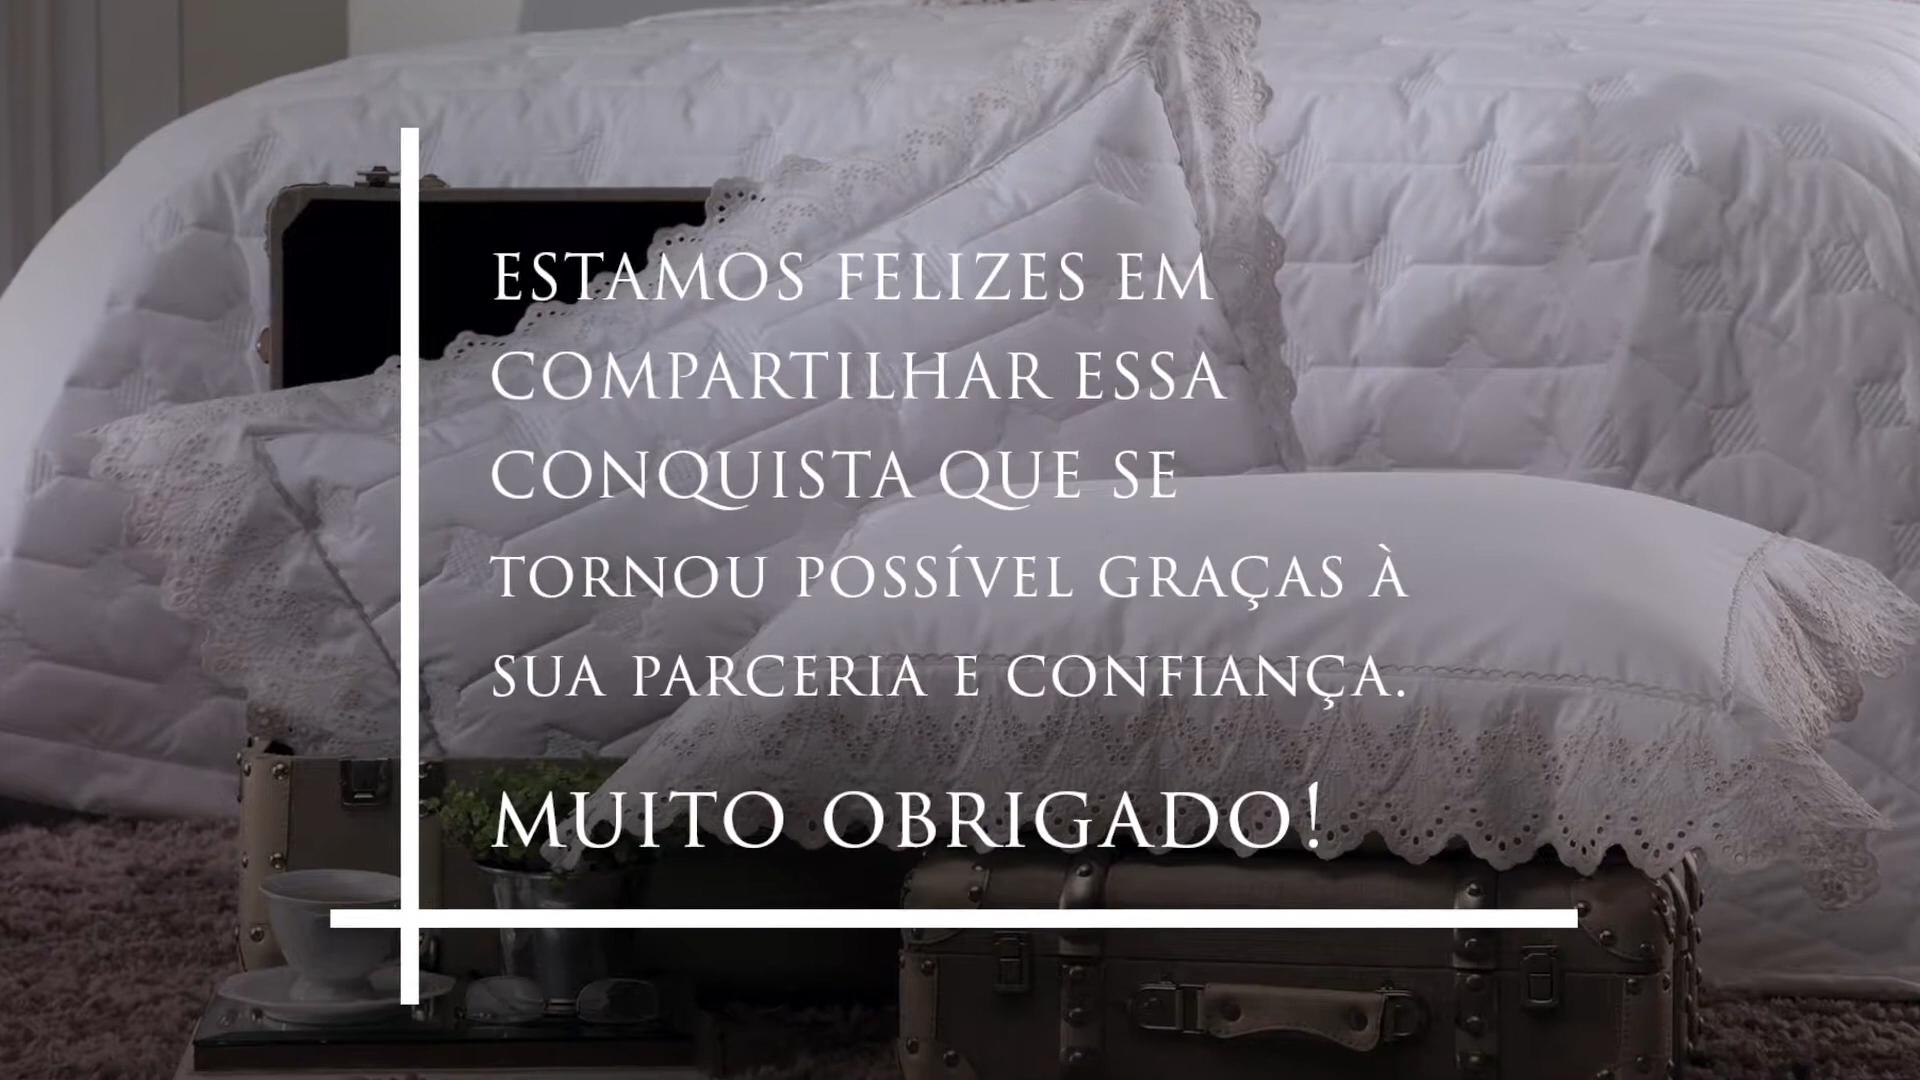 ESTAMOS FELIZES EM
COMPARTILHAR ESSA
CONQUISTA QUE SE
TORNOU POSSÍVEL GRAÇAS À
SUA PARCERIA E CONFIANÇA.
MUITO OBRIGADO!